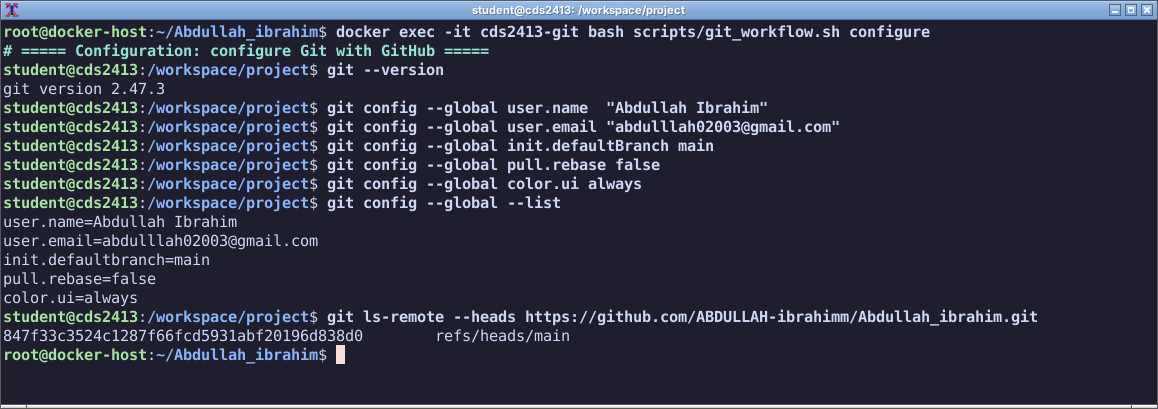 student@cds2413: /workspace/project
root@docker-host:~/Abdullah_ibrahim$ docker exec -it cds2413-git bash scripts/git_workflow.sh configure
# ===== Configuration: configure Git with GitHub =====
student@cds2413:/workspace/project$ git --version
git version 2.47.3
student@cds2413:/workspace/project$ git config --global user.name  "Abdullah Ibrahim"
student@cds2413:/workspace/project$ git config --global user.email "abdulllah02003@gmail.com"
student@cds2413:/workspace/project$ git config --global init.defaultBranch main
student@cds2413:/workspace/project$ git config --global pull.rebase false
student@cds2413:/workspace/project$ git config --global color.ui always
student@cds2413:/workspace/project$ git config --global --list
user.name=Abdullah Ibrahim
user.email=abdulllah02003@gmail.com
init.defaultbranch=main
pull.rebase=false
color.ui=always
student@cds2413:/workspace/project$ git ls-remote --heads https://github.com/ABDULLAH-ibrahimm/Abdullah_ibrahim.git
847f33c3524c1287f66fcd5931abf20196d838d0        refs/heads/main
root@docker-host:~/Abdullah_ibrahim$